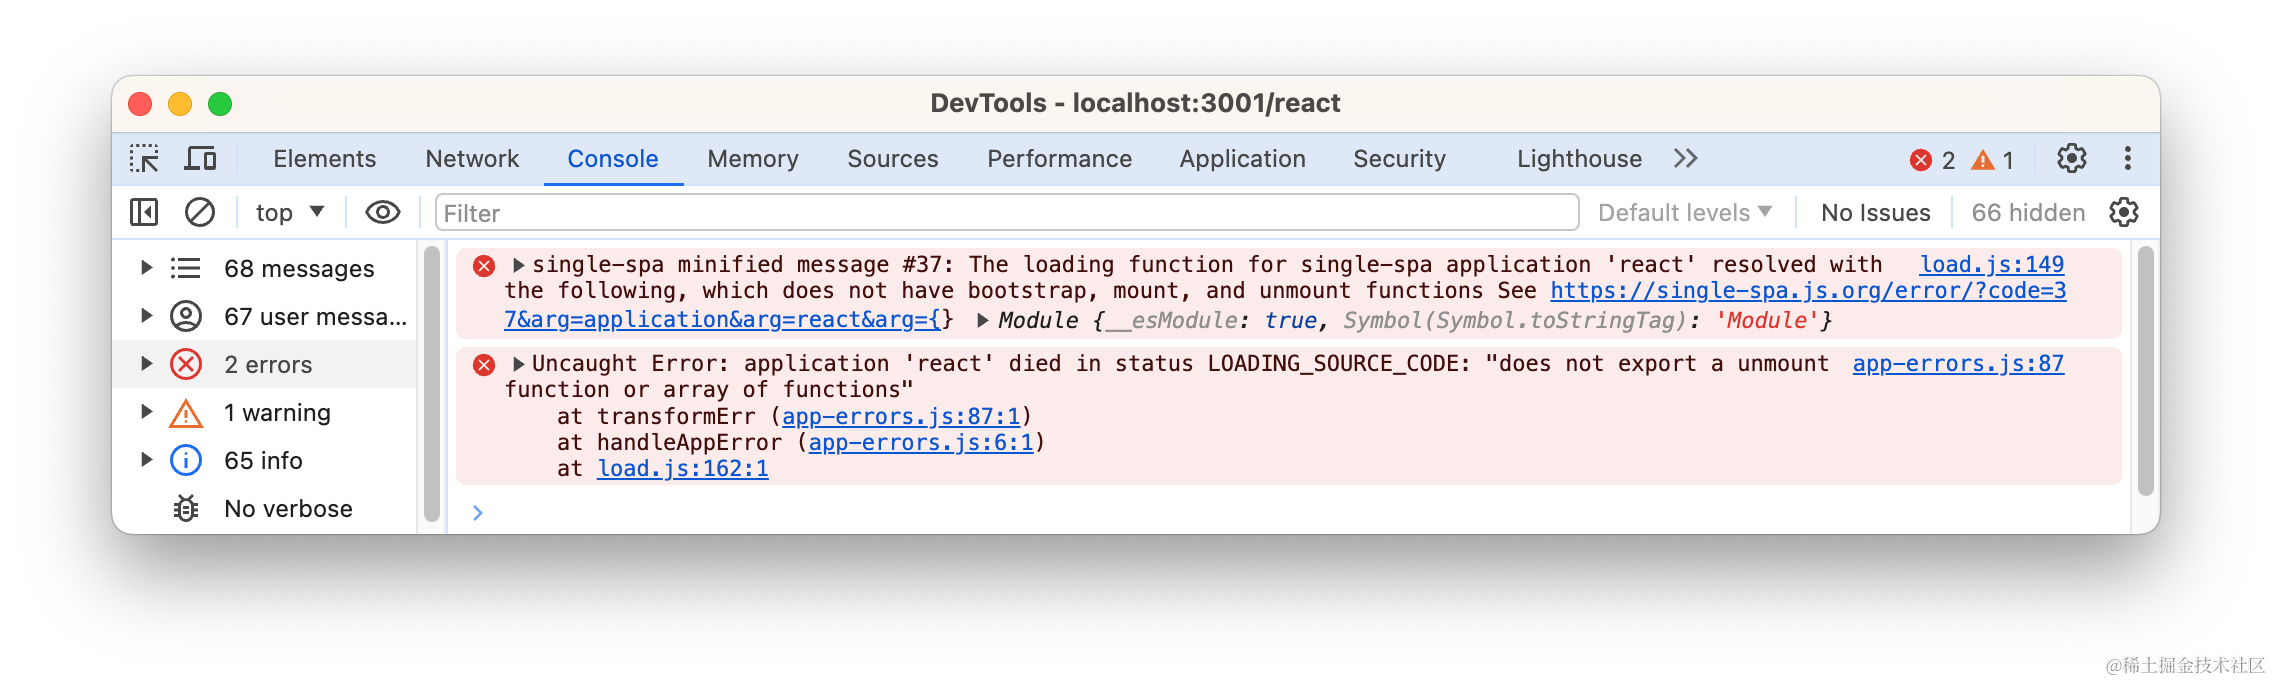 DevTools - localhost:3001/react
Elements Network Console Memory Sources Performance Application Security Lighthouse 2 1
top Filter Default levels No Issues 66 hidden
68 messages
67 user messa...
2 errors
1 warning
65 info
No verbose
single-spa minified message #37: The loading function for single-spa application 'react' resolved with load.js:149
the following, which does not have bootstrap, mount, and unmount functions See https://single-spa.js.org/error/?code=3
7&arg=application&arg=react&arg={} Module {__esModule: true, Symbol(Symbol.toStringTag): 'Module'}
Uncaught Error: application 'react' died in status LOADING_SOURCE_CODE: "does not export a unmount app-errors.js:87
function or array of functions"
at transformErr (app-errors.js:87:1)
at handleAppError (app-errors.js:6:1)
at load.js:162:1
@稀土掘金技术社区